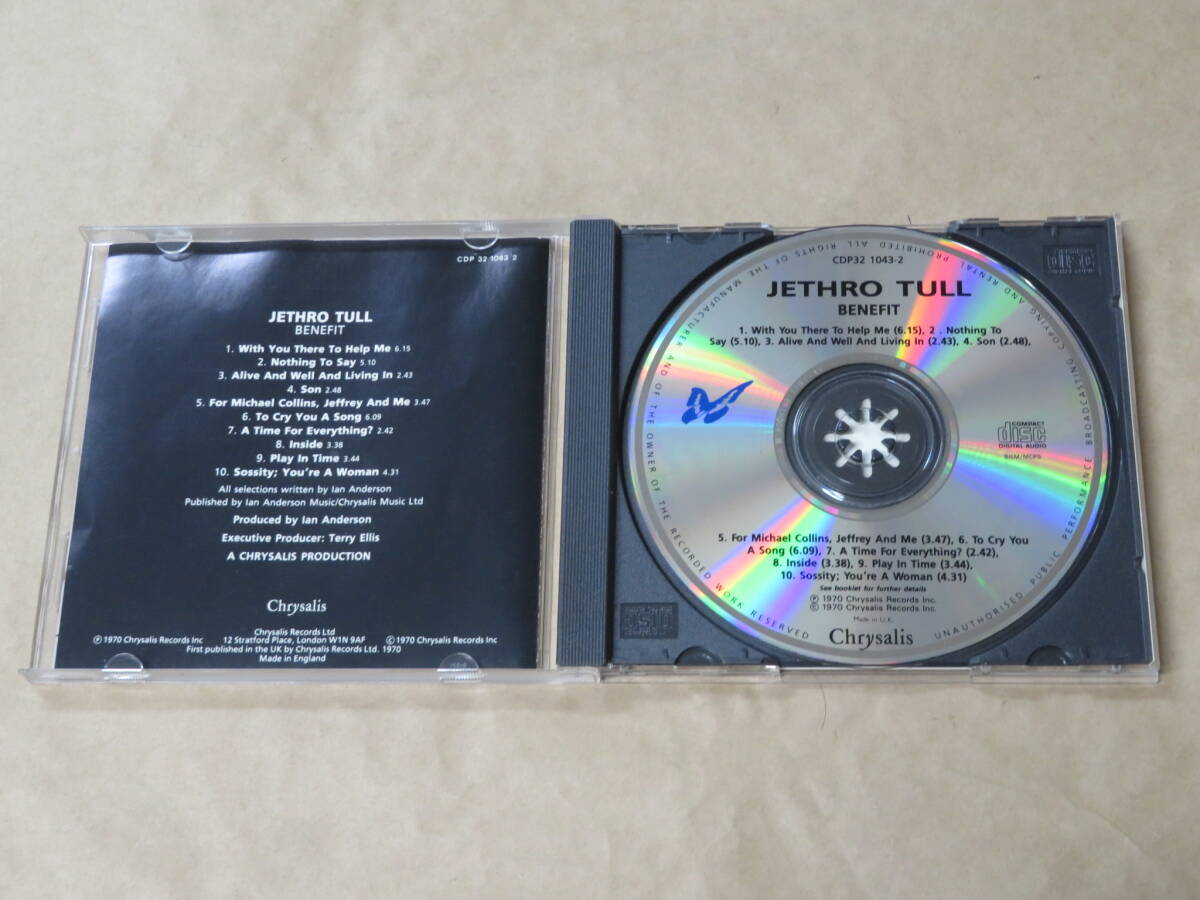 CDP 32 1043 2
JETHRO TULL
BENEFIT
1. With You There To Help Me 6.15
2. Nothing To Say 5.10
3. Alive And Well And Living In 2.43
4. Son 2.48
5. For Michael Collins, Jeffrey And Me 3.47
6. To Cry You A Song 6.09
7. A Time For Everything? 2.42
8. Inside 3.38
9. Play In Time 3.44
10. Sossity; You're A Woman 4.31
All selections written by Ian Anderson
Published by Ian Anderson Music/Chrysalis Music Ltd
Produced by Ian Anderson
Executive Producer: Terry Ellis
A CHRYSALIS PRODUCTION
Chrysalis
Chrysalis Records Ltd
℗ 1970 Chrysalis Records Inc 12 Stratford Place, London W1N 9AF © 1970 Chrysalis Records Inc
First published in the UK by Chrysalis Records Ltd. 1970
Made in England
CDP32 1043-2
JETHRO TULL
BENEFIT
1. With You There To Help Me (6.15), 2 . Nothing To
Say (5.10), 3. Alive And Well And Living In (2.43), 4. Son (2.48),
COMPACT
disc
DIGITAL AUDIO
BIEM/MCPS
5. For Michael Collins, Jeffrey And Me (3.47), 6. To Cry You
A Song (6.09), 7. A Time For Everything? (2.42),
8. Inside (3.38), 9. Play In Time (3.44),
10. Sossity; You're A Woman (4.31)
See booklet for further details
℗ 1970 Chrysalis Records Inc.
© 1970 Chrysalis Records Inc.
Made in U.K.
Chrysalis
ALL RIGHTS OF THE MANUFACTURER AND OF THE OWNER OF THE RECORDED WORK RESERVED
UNAUTHORISED PUBLIC PERFORMANCE BROADCASTING COPYING AND RENTAL PROHIBITED
disc
disc